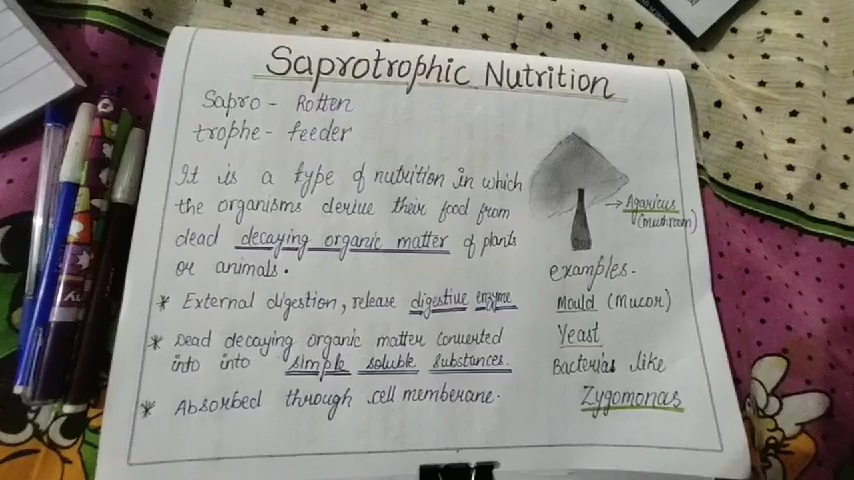 Saprotrophic Nutrition
Sapro - Rotten
trophe - feeder
It is a type of nutrition in which
the organisms derive their food from
dead decaying organic matter of plants
or animals.
* External digestion, release digestive enzyme
* Dead decaying organic matter converted
into into simple soluble substances.
* Absorbed through cell memberane.
→ Agaricus
(mushroom)
examples-
Mould (Mucor)
Yeast
Bacterias like
Zygomonas